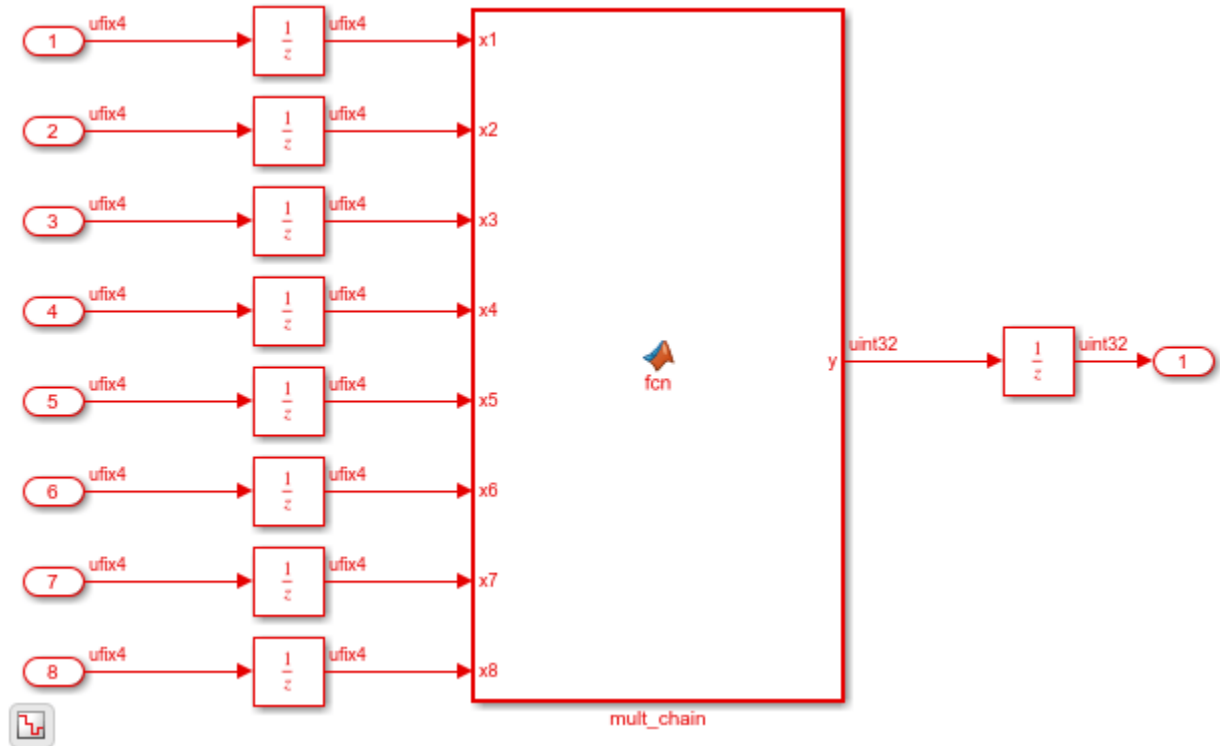 1 ufix4 1/z ufix4 x1
2 ufix4 1/z ufix4 x2
3 ufix4 1/z ufix4 x3
4 ufix4 1/z ufix4 x4
5 ufix4 1/z ufix4 x5
6 ufix4 1/z ufix4 x6
7 ufix4 1/z ufix4 x7
8 ufix4 1/z ufix4 x8
fcn
y uint32 1/z uint32 1
mult_chain